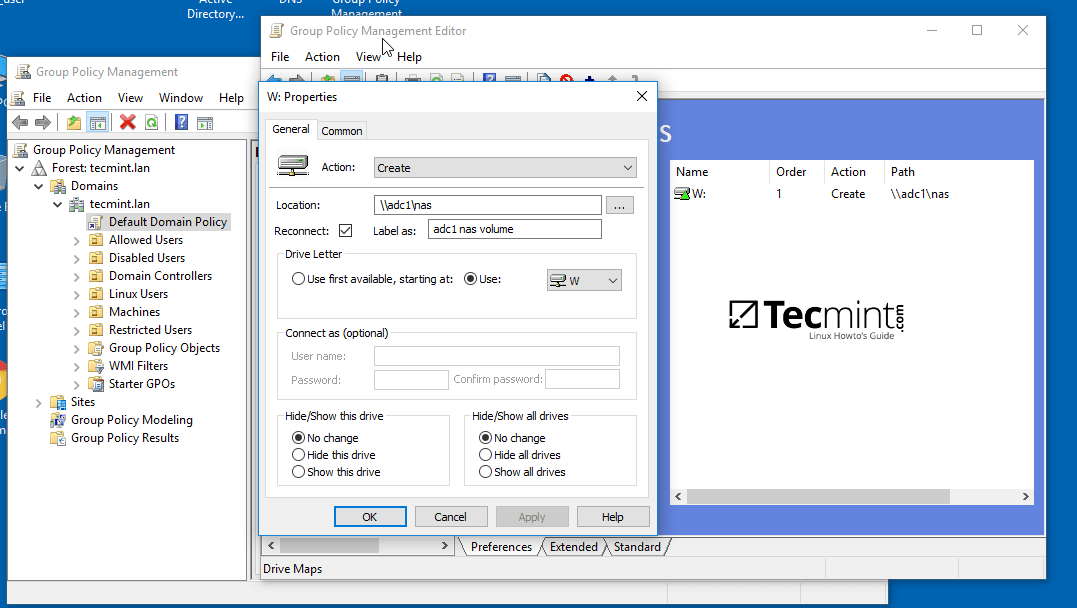 Active
Directory...
DNS
Group Policy
Management
Group Policy Management Editor
File Action View Help
Group Policy Management
File Action View Window Help
Group Policy Management
Forest: tecmint.lan
Domains
tecmint.lan
Default Domain Policy
Allowed Users
Disabled Users
Domain Controllers
Linux Users
Machines
Restricted Users
Group Policy Objects
WMI Filters
Starter GPOs
Sites
Group Policy Modeling
Group Policy Results
W: Properties
General Common
Action: Create
Location: \\adc1\nas ...
Reconnect: Label as: adc1 nas volume
Drive Letter
Use first available, starting at: Use: W
Connect as (optional)
User name:
Password: Confirm password:
Hide/Show this drive
No change
Hide this drive
Show this drive
Hide/Show all drives
No change
Hide all drives
Show all drives
OK Cancel Apply Help
Name Order Action Path
W: 1 Create \\adc1\nas
Tecmint.com
Linux Howto's Guide
Preferences Extended Standard
Drive Maps